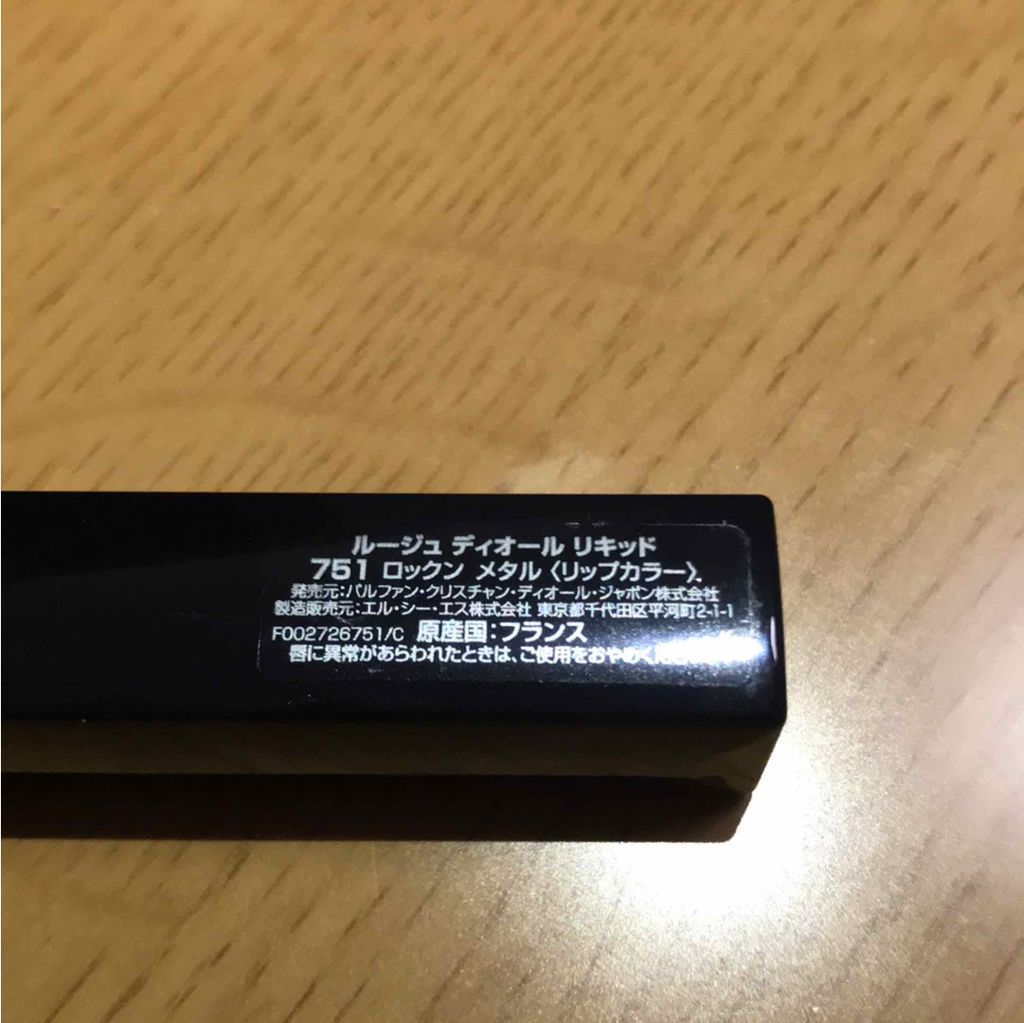 ルージュ ディオール リキッド
751 ロックン メタル〈リップカラー〉
発売元:パルファン・クリスチャン・ディオール・ジャポン株式会社
製造販売元:エル・シー・エス株式会社 東京都千代田区平河町2-1-1
F002726751/C 原産国:フランス
唇に異常があらわれたときは、ご使用をおやめく